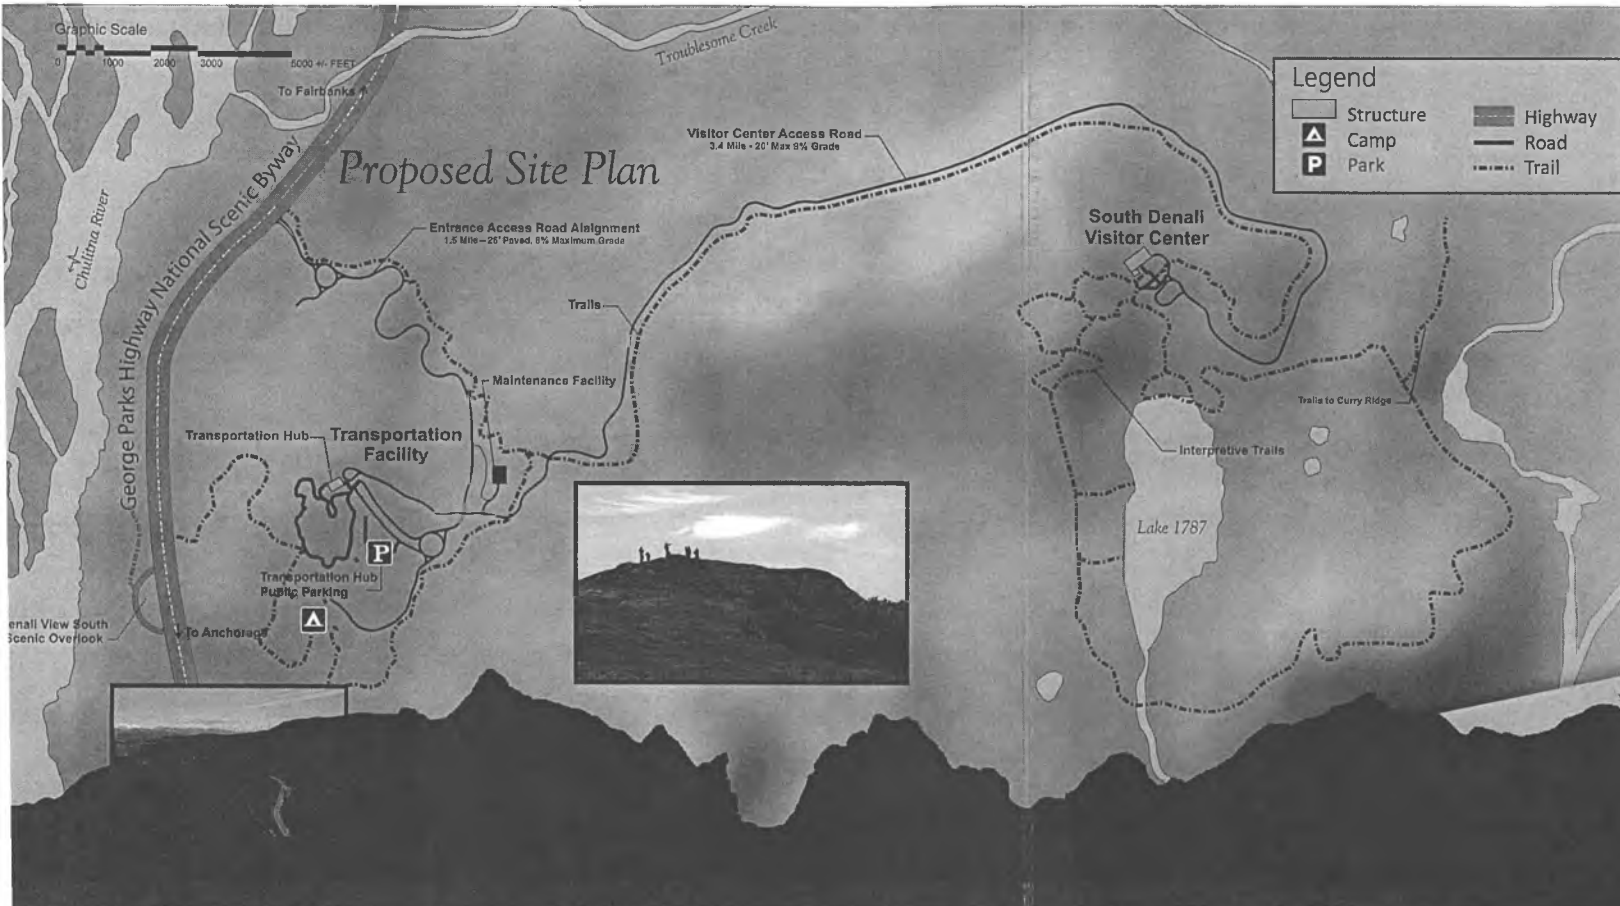 Graphic Scale
0 1000 2000 3000 5000 +/- FEET
To Fairbanks
Troublesome Creek
Chulitna River
George Parks Highway National Scenic Byway
Proposed Site Plan
Visitor Center Access Road
3.4 Mile - 20' Max 9% Grade
Legend
Structure
Camp
Park
Highway
Road
Trail
Entrance Access Road Alaignment
1.5 Mile—26' Paved, 8% Maximum Grade
South Denali
Visitor Center
Trails
Maintenance Facility
Trails to Curry Ridge
Transportation Hub
Transportation
Facility
Interpretive Trails
Lake 1787
P
Transportation Hub
Public Parking
enali View South
Scenic Overlook
To Anchorage